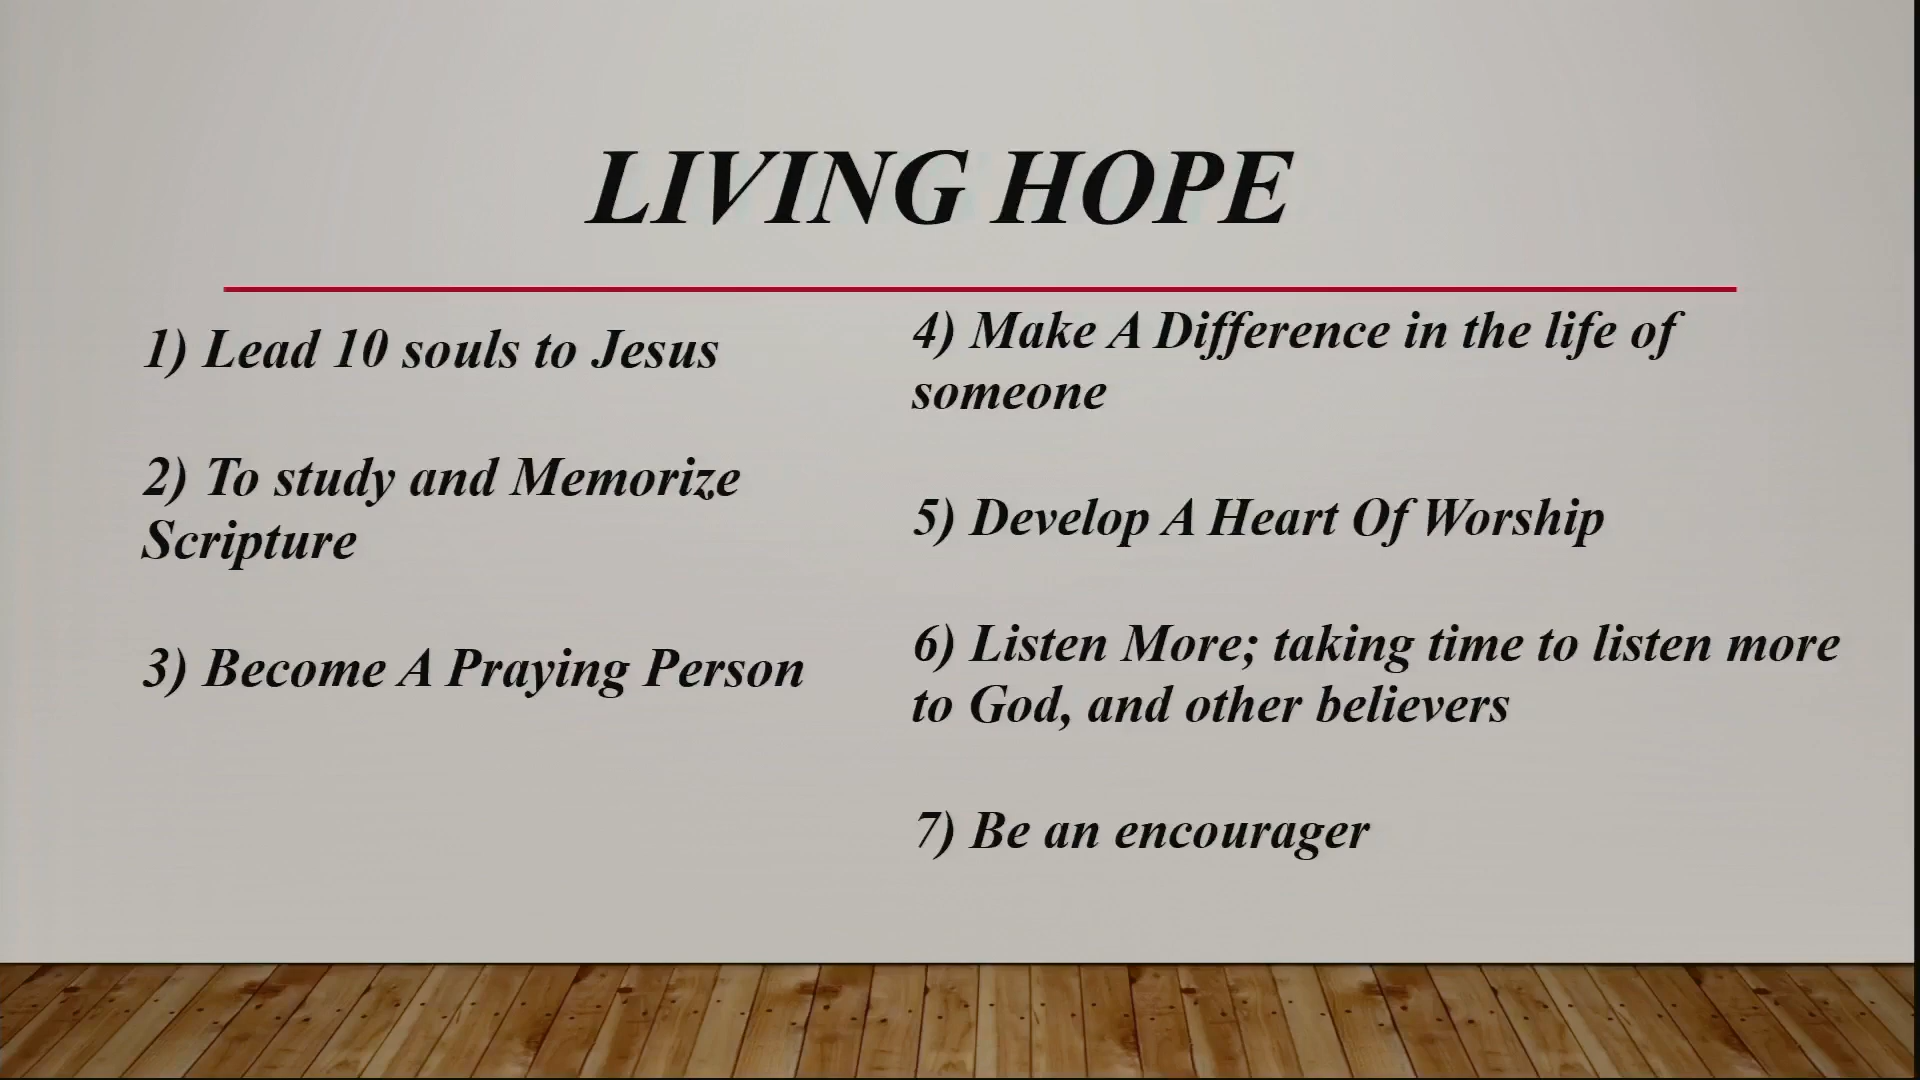 LIVING HOPE
1) Lead 10 souls to Jesus
2) To study and Memorize
Scripture
3) Become A Praying Person
4) Make A Difference in the life of
someone
5) Develop A Heart Of Worship
6) Listen More; taking time to listen more
to God, and other believers
7) Be an encourager